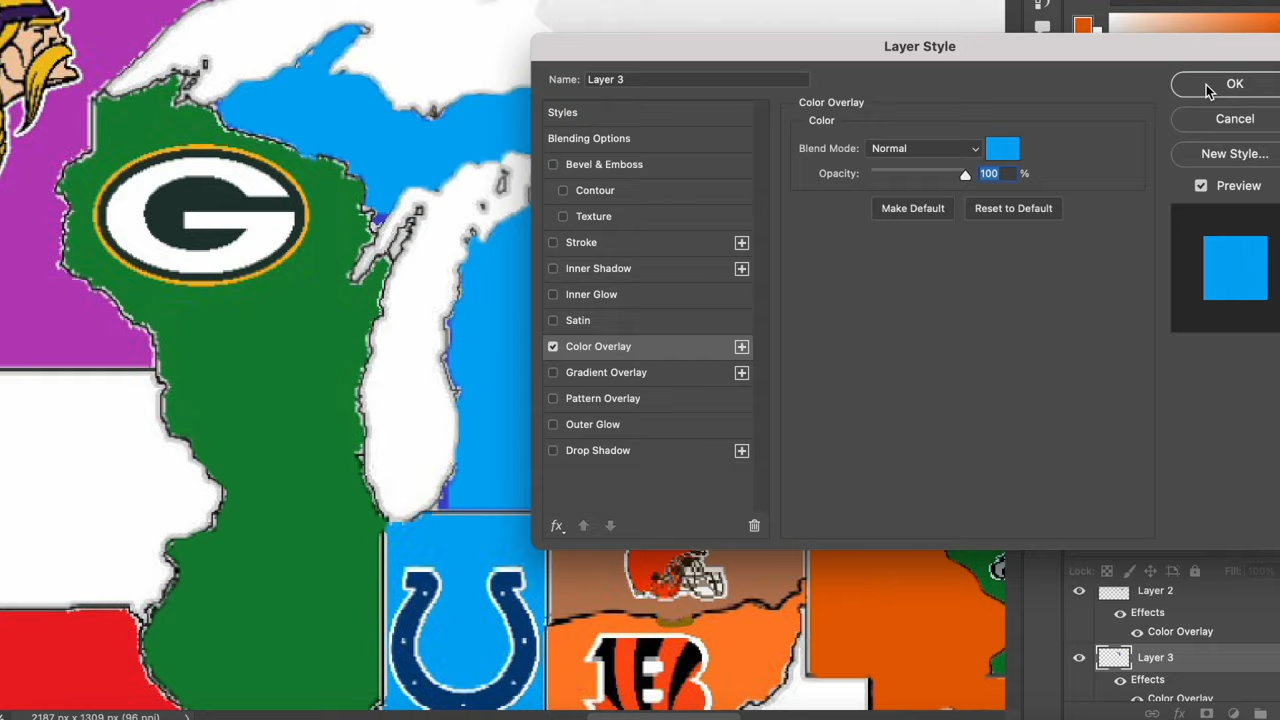 Layer Style
Name: Layer 3
OK
Cancel
New Style...
Preview
Styles
Blending Options
Bevel & Emboss
Contour
Texture
Stroke
Inner Shadow
Inner Glow
Satin
Color Overlay
Gradient Overlay
Pattern Overlay
Outer Glow
Drop Shadow
fx
Color Overlay
Color
Blend Mode: Normal
Opacity: 100 %
Make Default
Reset to Default
G
B
Lock:
Fill: 100%
Layer 2
Effects
Color Overlay
Layer 3
Effects
Color Overlay
fx
2187 px x 1309 px (96 ppi)